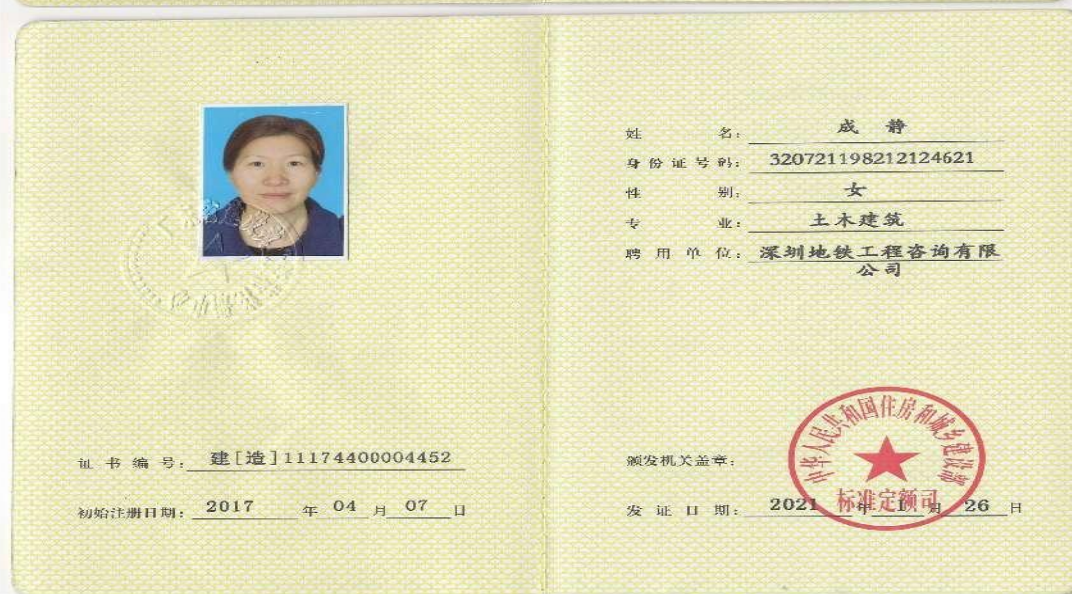 证书编号: 建[造]11174400004452
初始注册日期: 2017 年 04 月 07 日
姓名: 成静
身份证号码: 320721198212124621
性别: 女
专业: 土木建筑
聘用单位: 深圳地铁工程咨询有限
公司
颁发机关盖章:
中华人民共和国住房和城乡建设部
标准定额司
发证日期: 2021 年 1 月 26 日